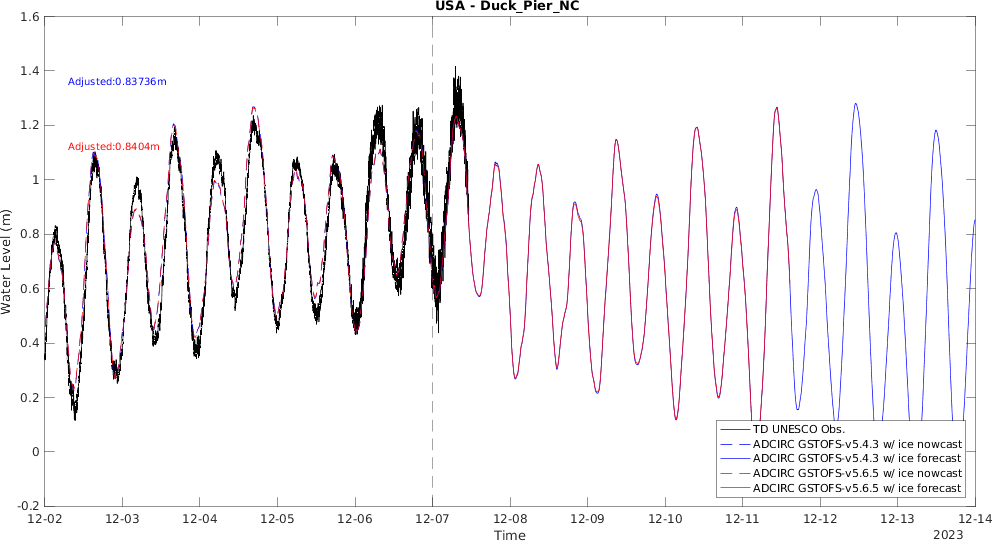 USA - Duck_Pier_NC
1.6
1.4
1.2
1
0.8
0.6
0.4
0.2
0
-0.2
Water Level (m)
Adjusted:0.83736m
Adjusted:0.8404m
TD UNESCO Obs.
ADCIRC GSTOFS-v5.4.3 w/ ice nowcast
ADCIRC GSTOFS-v5.4.3 w/ ice forecast
ADCIRC GSTOFS-v5.6.5 w/ ice nowcast
ADCIRC GSTOFS-v5.6.5 w/ ice forecast
12-02 12-03 12-04 12-05 12-06 12-07 12-08 12-09 12-10 12-11 12-12 12-13 12-14
Time
2023